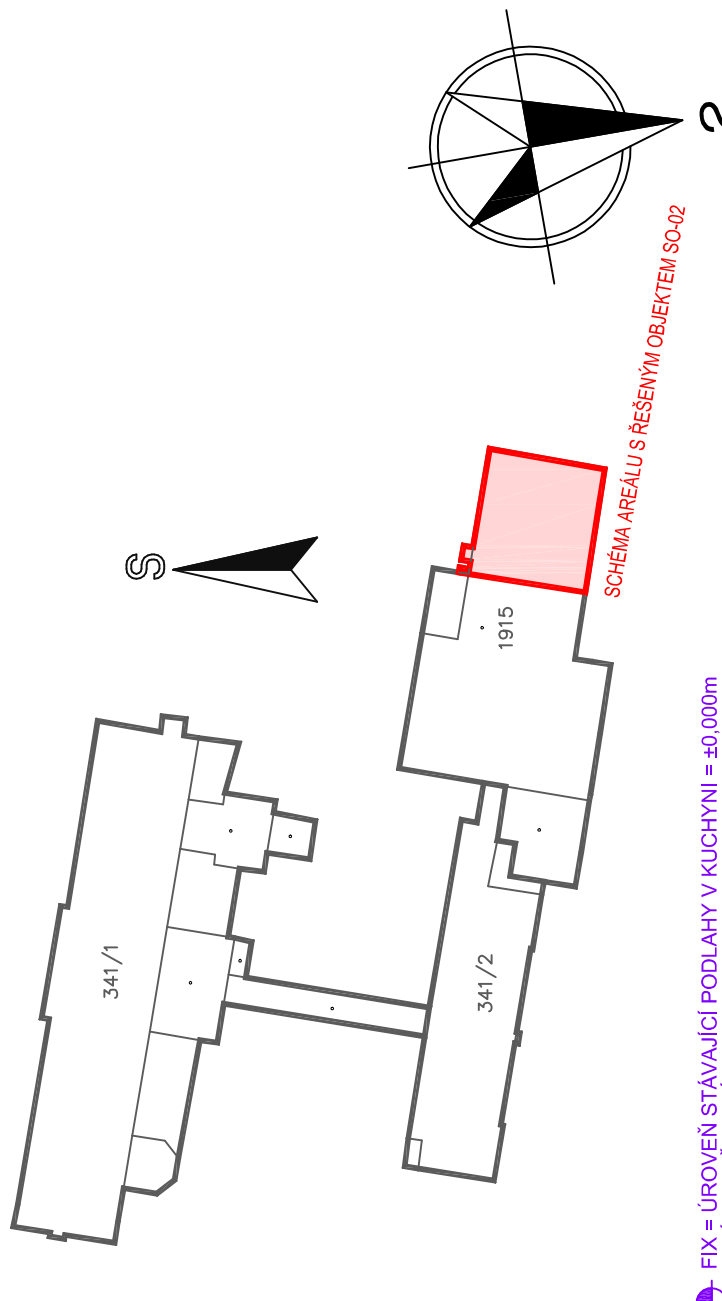 S
341/1
1915
341/2
SCHÉMA AREÁLU S ŘEŠENÝM OBJEKTEM SO-02
FIX = ÚROVEŇ STÁVAJÍCÍ PODLAHY V KUCHYNI = ±0,000m